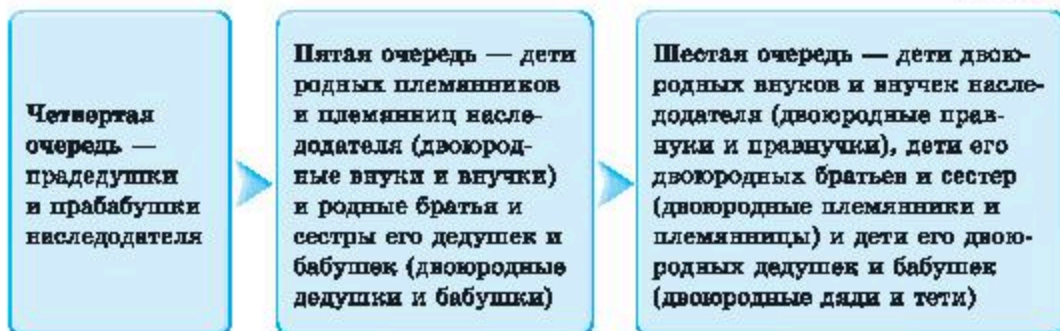 Четвертая
очередь —
прадедушки
и прабабушки
наследодателя
Пятая очередь — дети
родных племянников
и племянниц насле-
додателя (двоюрод-
ные внуки и внучки)
и родные братья и
сестры его дедушек и
бабушек (двоюродные
дедушки и бабушки)
Шестая очередь — дети двою-
родных внуков и внучек насле-
додателя (двоюродные прав-
нуки и правнучки), дети его
двоюродных братьев и сестер
(двоюродные племянники и
племянницы) и дети его двою-
родных дедушек и бабушек
(двоюродные дяди и тети)